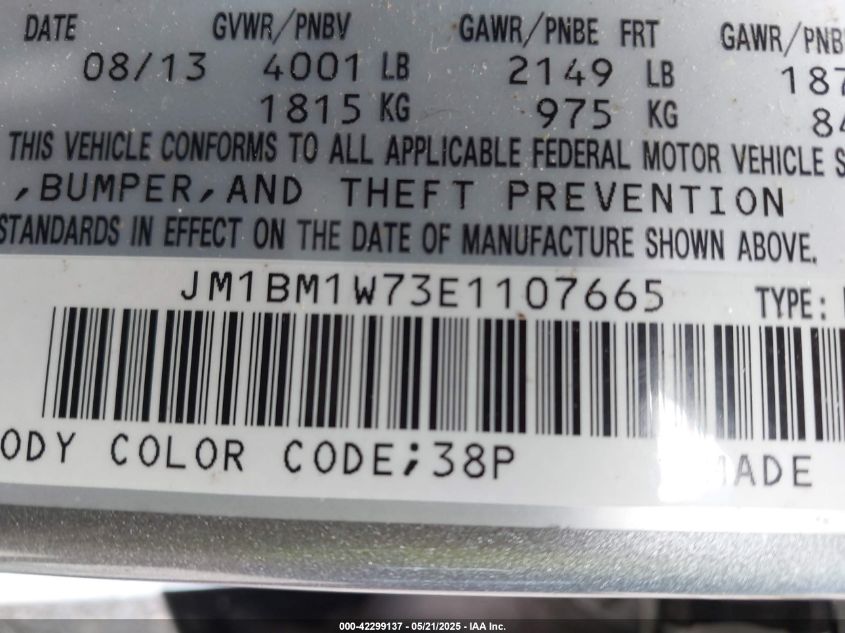 DATE GVWR/PNBV GAWR/PNBE FRT GAWR/PNB
08/13 4001 LB 2149 LB 187
1815 KG 975 KG 84
THIS VEHICLE CONFORMS TO ALL APPLICABLE FEDERAL MOTOR VEHICLE S
,BUMPER,AND THEFT PREVENTION
STANDARDS IN EFFECT ON THE DATE OF MANUFACTURE SHOWN ABOVE.
JM1BM1W73E1107665 TYPE:
ODY COLOR CODE;38P MADE
000-42299137 - 05/21/2025 - IAA Inc.